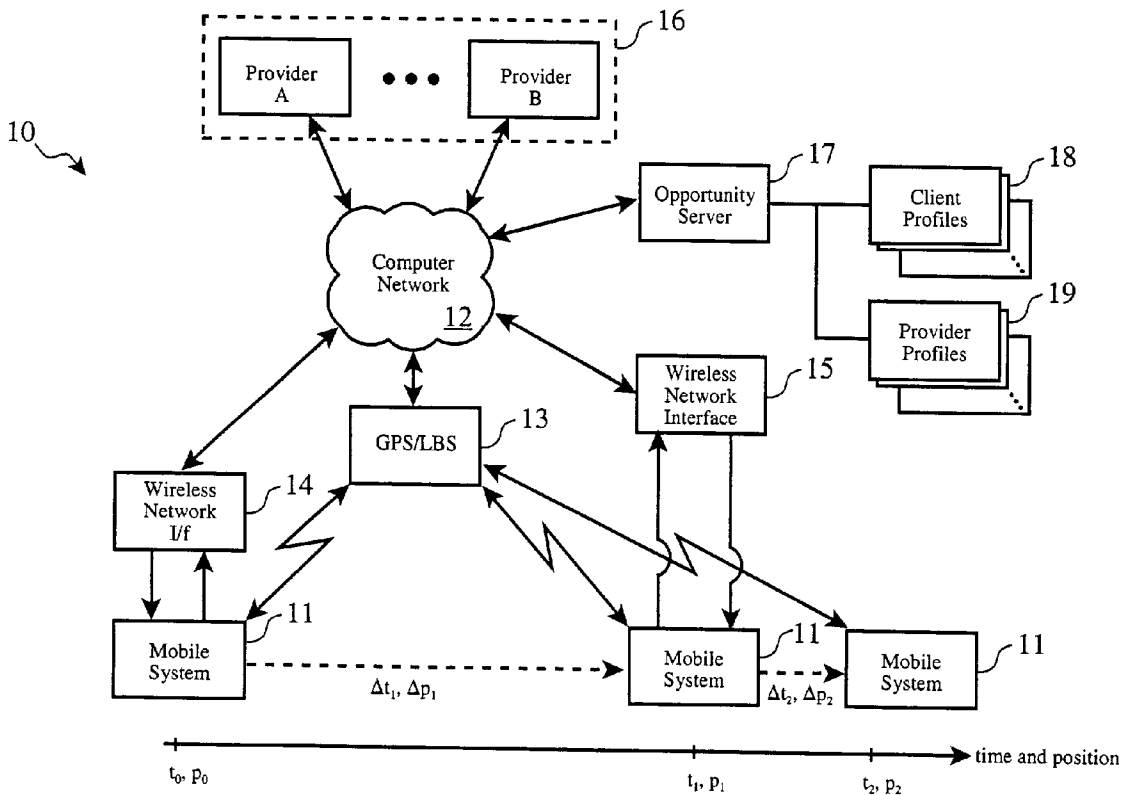 16
Provider
A
Provider
B
10
17
18
Opportunity
Server
Client
Profiles
Computer
Network
12
19
Provider
Profiles
15
Wireless
Network
Interface
13
GPS/LBS
14
Wireless
Network
I/f
11
Mobile
System
11
Mobile
System
11
Mobile
System
Δt₁, Δp₁
Δt₂, Δp₂
time and position
t₀, p₀
t₁, p₁
t₂, p₂